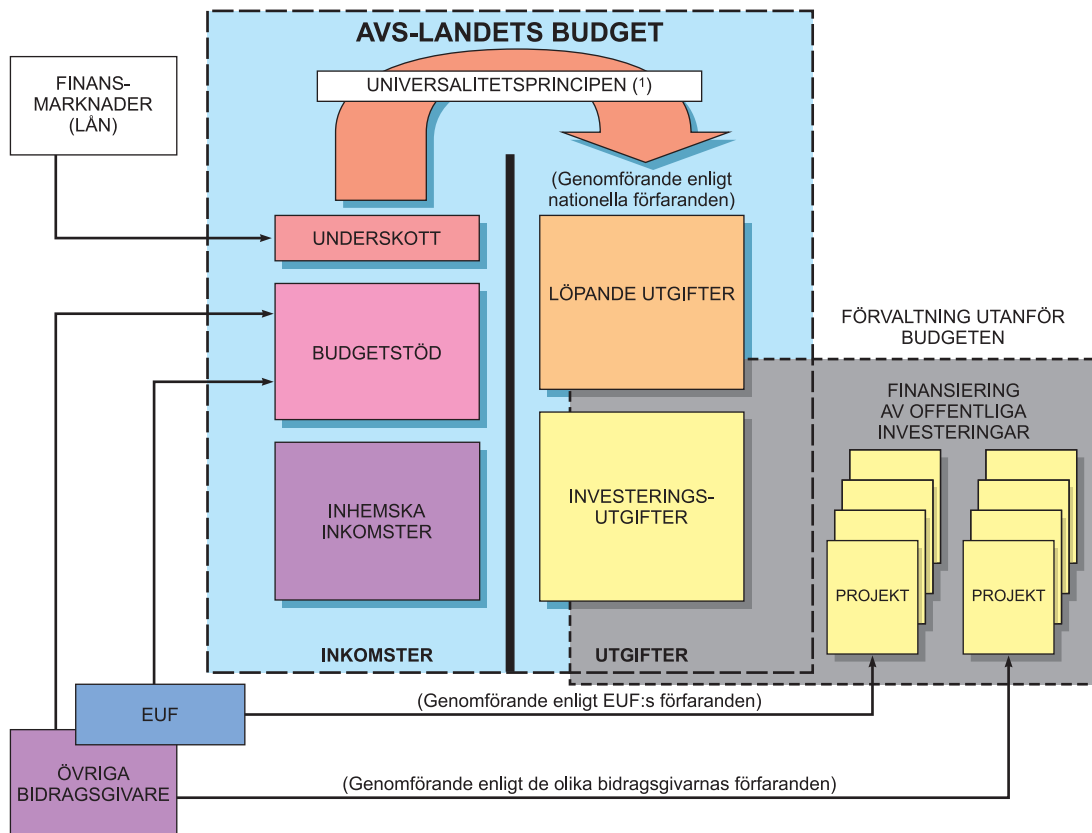 AVS-LANDETS BUDGET
UNIVERSALITETSPRINCIPEN (¹)
FINANS-
MARKNADER
(LÅN)
(Genomförande enligt
nationella förfaranden)
UNDERSKOTT
LÖPANDE UTGIFTER
BUDGETSTÖD
FÖRVALTNING UTANFÖR
BUDGETEN
FINANSIERING
AV OFFENTLIGA
INVESTERINGAR
INHEMSKA
INKOMSTER
INVESTERINGS-
UTGIFTER
PROJEKT
PROJEKT
INKOMSTER
UTGIFTER
EUF
(Genomförande enligt EUF:s förfaranden)
ÖVRIGA
BIDRAGSGIVARE
(Genomförande enligt de olika bidragsgivarnas förfaranden)